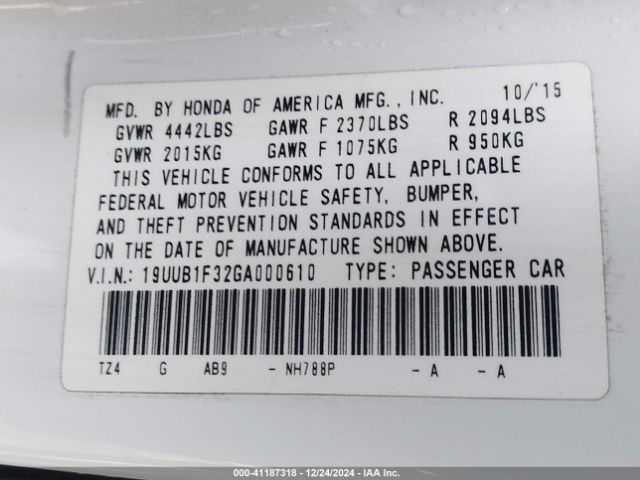 MFD. BY HONDA OF AMERICA MFG., INC. 10/'15
GVWR 4442LBS GAWR F 2370LBS R 2094LBS
GVWR 2015KG GAWR F 1075KG R 950KG
THIS VEHICLE CONFORMS TO ALL APPLICABLE
FEDERAL MOTOR VEHICLE SAFETY, BUMPER,
AND THEFT PREVENTION STANDARDS IN EFFECT
ON THE DATE OF MANUFACTURE SHOWN ABOVE.
V.I.N.: 19UUB1F32GA000610 TYPE: PASSENGER CAR
TZ4 G AB9 - NH788P - A - A
000-41187318 - 12/24/2024 - IAA Inc.